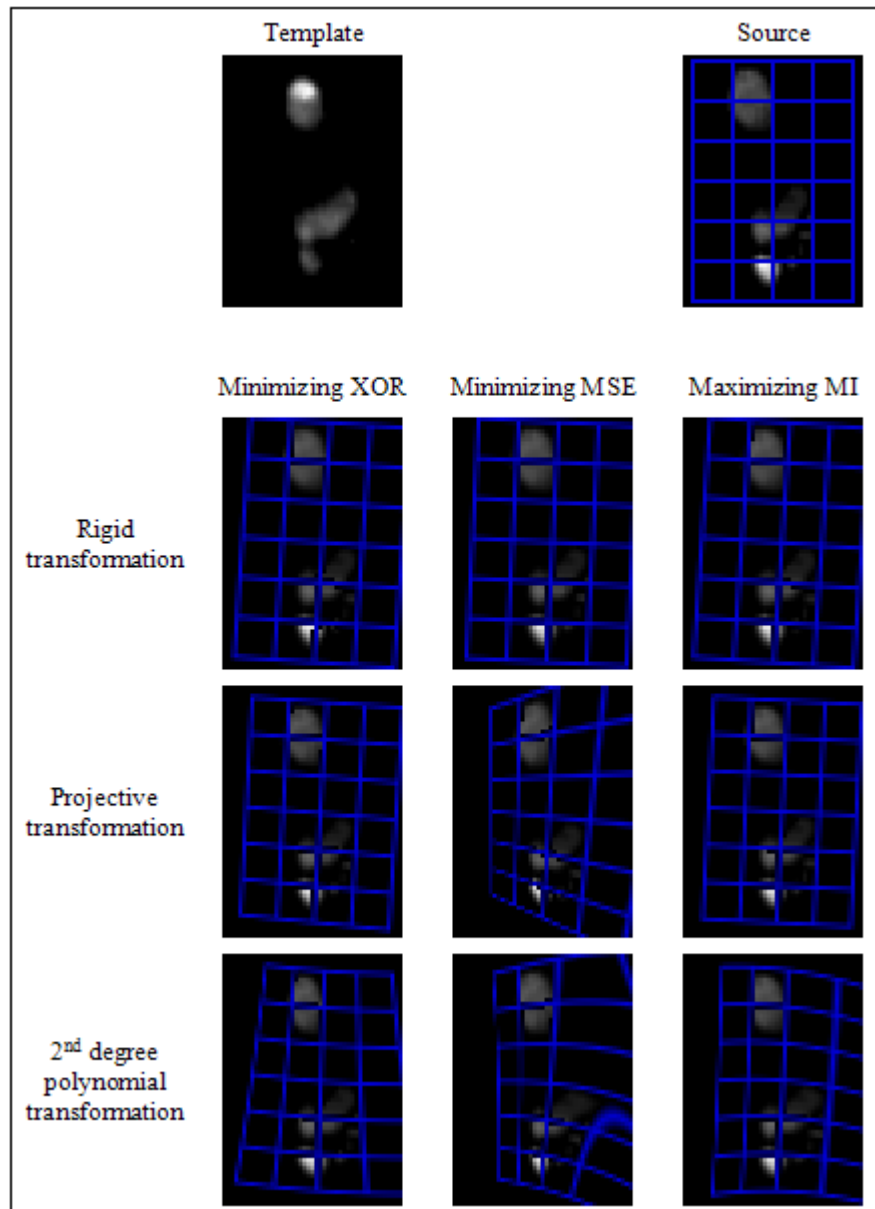 Template
Source
Minimizing XOR
Minimizing MSE
Maximizing MI
Rigid
transformation
Projective
transformation
2nd degree
polynomial
transformation